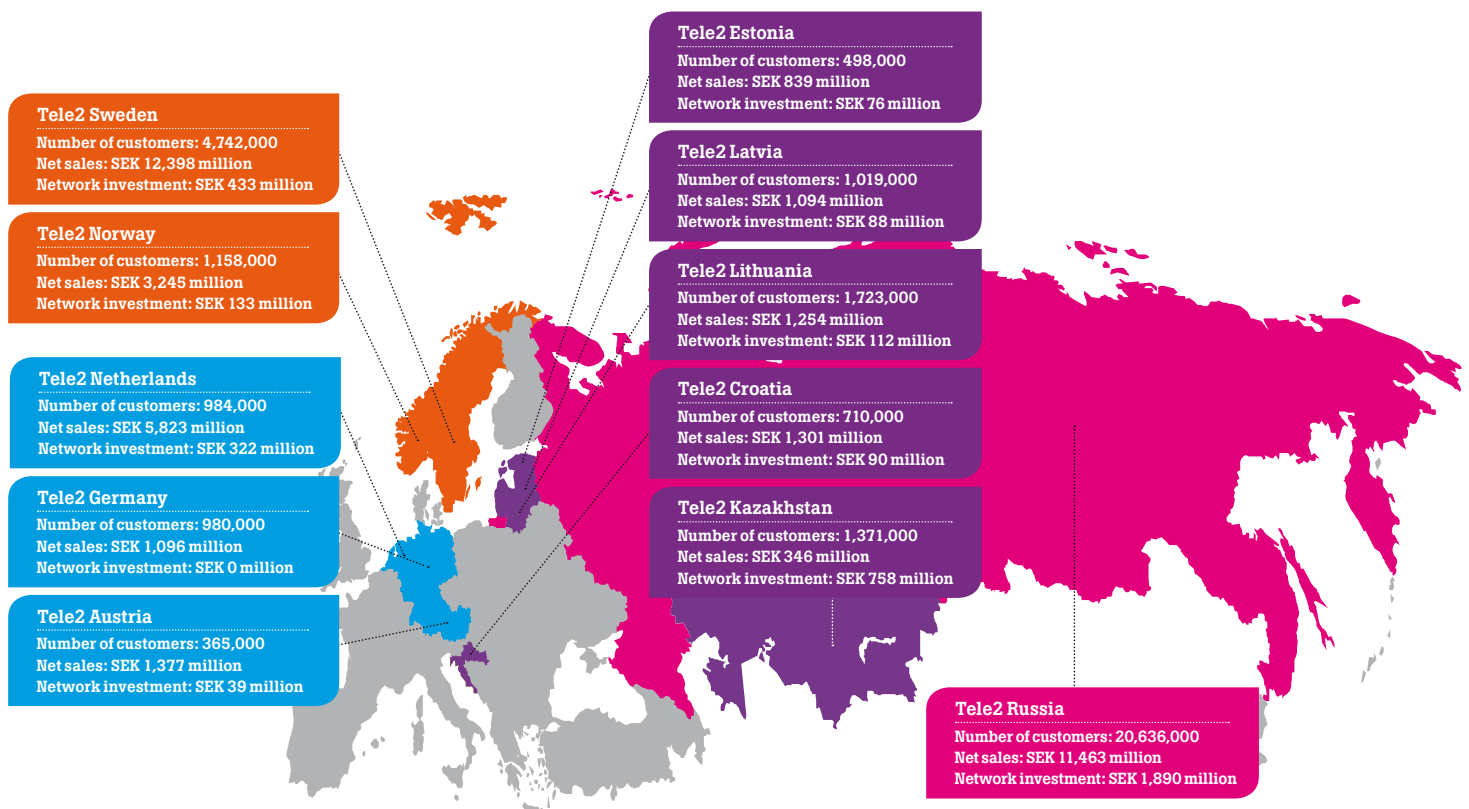 Tele2 Sweden
Number of customers: 4,742,000
Net sales: SEK 12,398 million
Network investment: SEK 433 million
Tele2 Norway
Number of customers: 1,158,000
Net sales: SEK 3,245 million
Network investment: SEK 133 million
Tele2 Netherlands
Number of customers: 984,000
Net sales: SEK 5,823 million
Network investment: SEK 322 million
Tele2 Germany
Number of customers: 980,000
Net sales: SEK 1,096 million
Network investment: SEK 0 million
Tele2 Austria
Number of customers: 365,000
Net sales: SEK 1,377 million
Network investment: SEK 39 million
Tele2 Estonia
Number of customers: 498,000
Net sales: SEK 839 million
Network investment: SEK 76 million
Tele2 Latvia
Number of customers: 1,019,000
Net sales: SEK 1,094 million
Network investment: SEK 88 million
Tele2 Lithuania
Number of customers: 1,723,000
Net sales: SEK 1,254 million
Network investment: SEK 112 million
Tele2 Croatia
Number of customers: 710,000
Net sales: SEK 1,301 million
Network investment: SEK 90 million
Tele2 Kazakhstan
Number of customers: 1,371,000
Net sales: SEK 346 million
Network investment: SEK 758 million
Tele2 Russia
Number of customers: 20,636,000
Net sales: SEK 11,463 million
Network investment: SEK 1,890 million